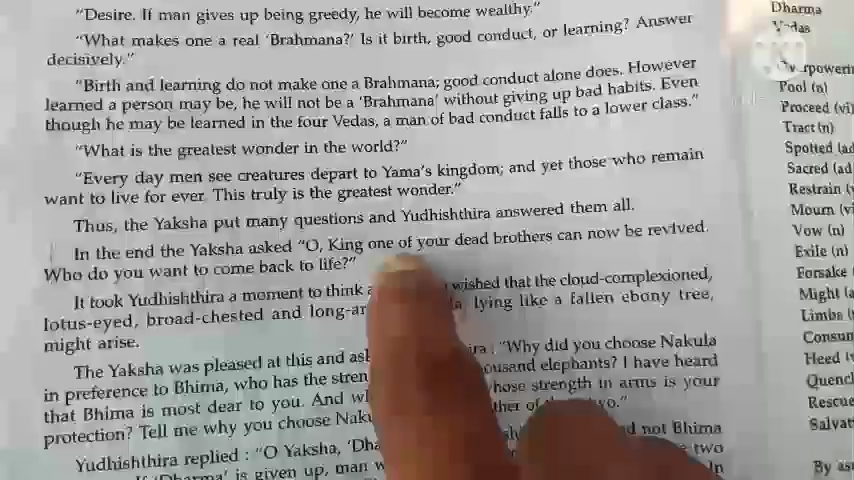 "Desire. If man gives up being greedy, he will become wealthy."
"What makes one a real 'Brahmana?' Is it birth, good conduct, or learning? Answer
decisively."
"Birth and learning do not make one a Brahmana; good conduct alone does. However
learned a person may be, he will not be a 'Brahmana' without giving up bad habits. Even
though he may be learned in the four Vedas, a man of bad conduct falls to a lower class."
"What is the greatest wonder in the world?"
"Every day men see creatures depart to Yama's kingdom; and yet those who remain
want to live for ever. This truly is the greatest wonder."
Thus, the Yaksha put many questions and Yudhishthira answered them all.
In the end the Yaksha asked "O, King one of your dead brothers can now be revived.
Who do you want to come back to life?"
It took Yudhishthira a moment to think wished that the cloud-complexioned,
lotus-eyed, broad-chested and lying like a fallen ebony tree,
might arise.
The Yaksha was pleased at this and "Why did you choose Nakula
in preference to Bhima, who has the elephants? I have heard
that Bhima is most dear to you. And whose strength in arms is your
protection? Tell me why you choose
Yudhishthira replied : "O Yaksha, not Bhima
is given up, man two
In
Dharma
Vedas
Pool (n)
Proceed (vi)
Tract (n)
Spotted
Sacred
Restrain
Mourn
Vow (n)
Exile (n)
Forsake
Might
Limbs
Heed
Rescue
By